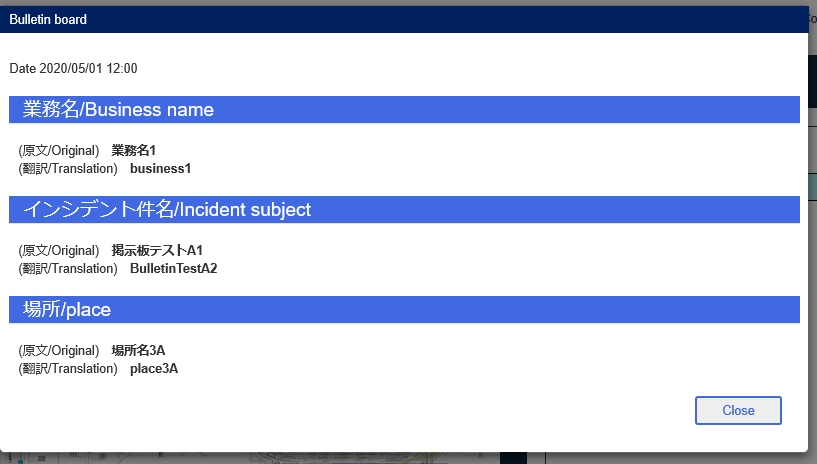 Bulletin board
Date 2020/05/01 12:00
業務名/Business name
(原文/Original) 業務名1
(翻訳/Translation) business1
インシデント件名/Incident subject
(原文/Original) 掲示板テストA1
(翻訳/Translation) BulletinTestA2
場所/place
(原文/Original) 場所名3A
(翻訳/Translation) place3A
Close